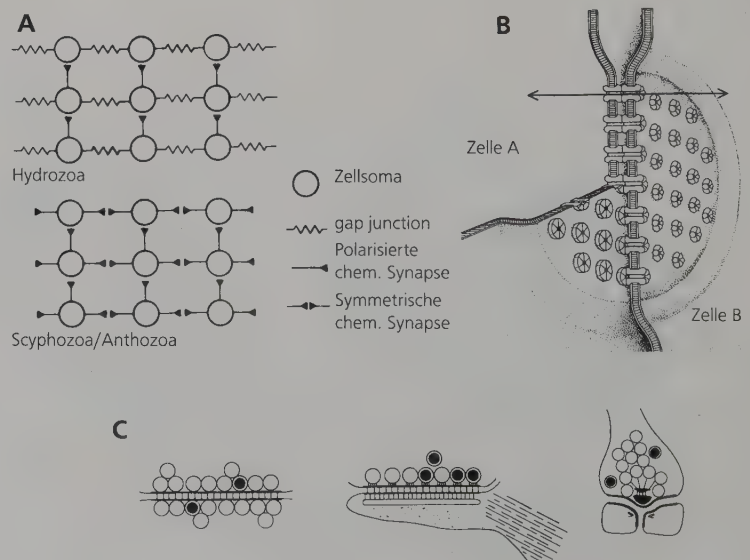 A
Hydrozoa
Scyphozoa/Anthozoa
Zellsoma
gap junction
Polarisierte
chem. Synapse
Symmetrische
chem. Synapse
B
Zelle A
Zelle B
C